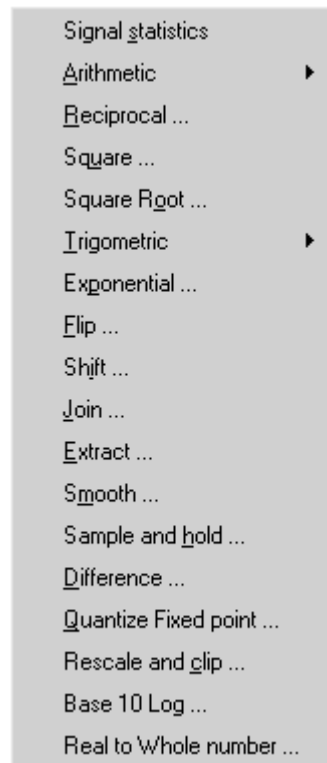 Signal statistics
Arithmetic
Reciprocal ...
Square ...
Square Root ...
Trigometric
Exponential ...
Flip ...
Shift ...
Join ...
Extract ...
Smooth ...
Sample and hold ...
Difference ...
Quantize Fixed point ...
Rescale and clip ...
Base 10 Log ...
Real to Whole number ...